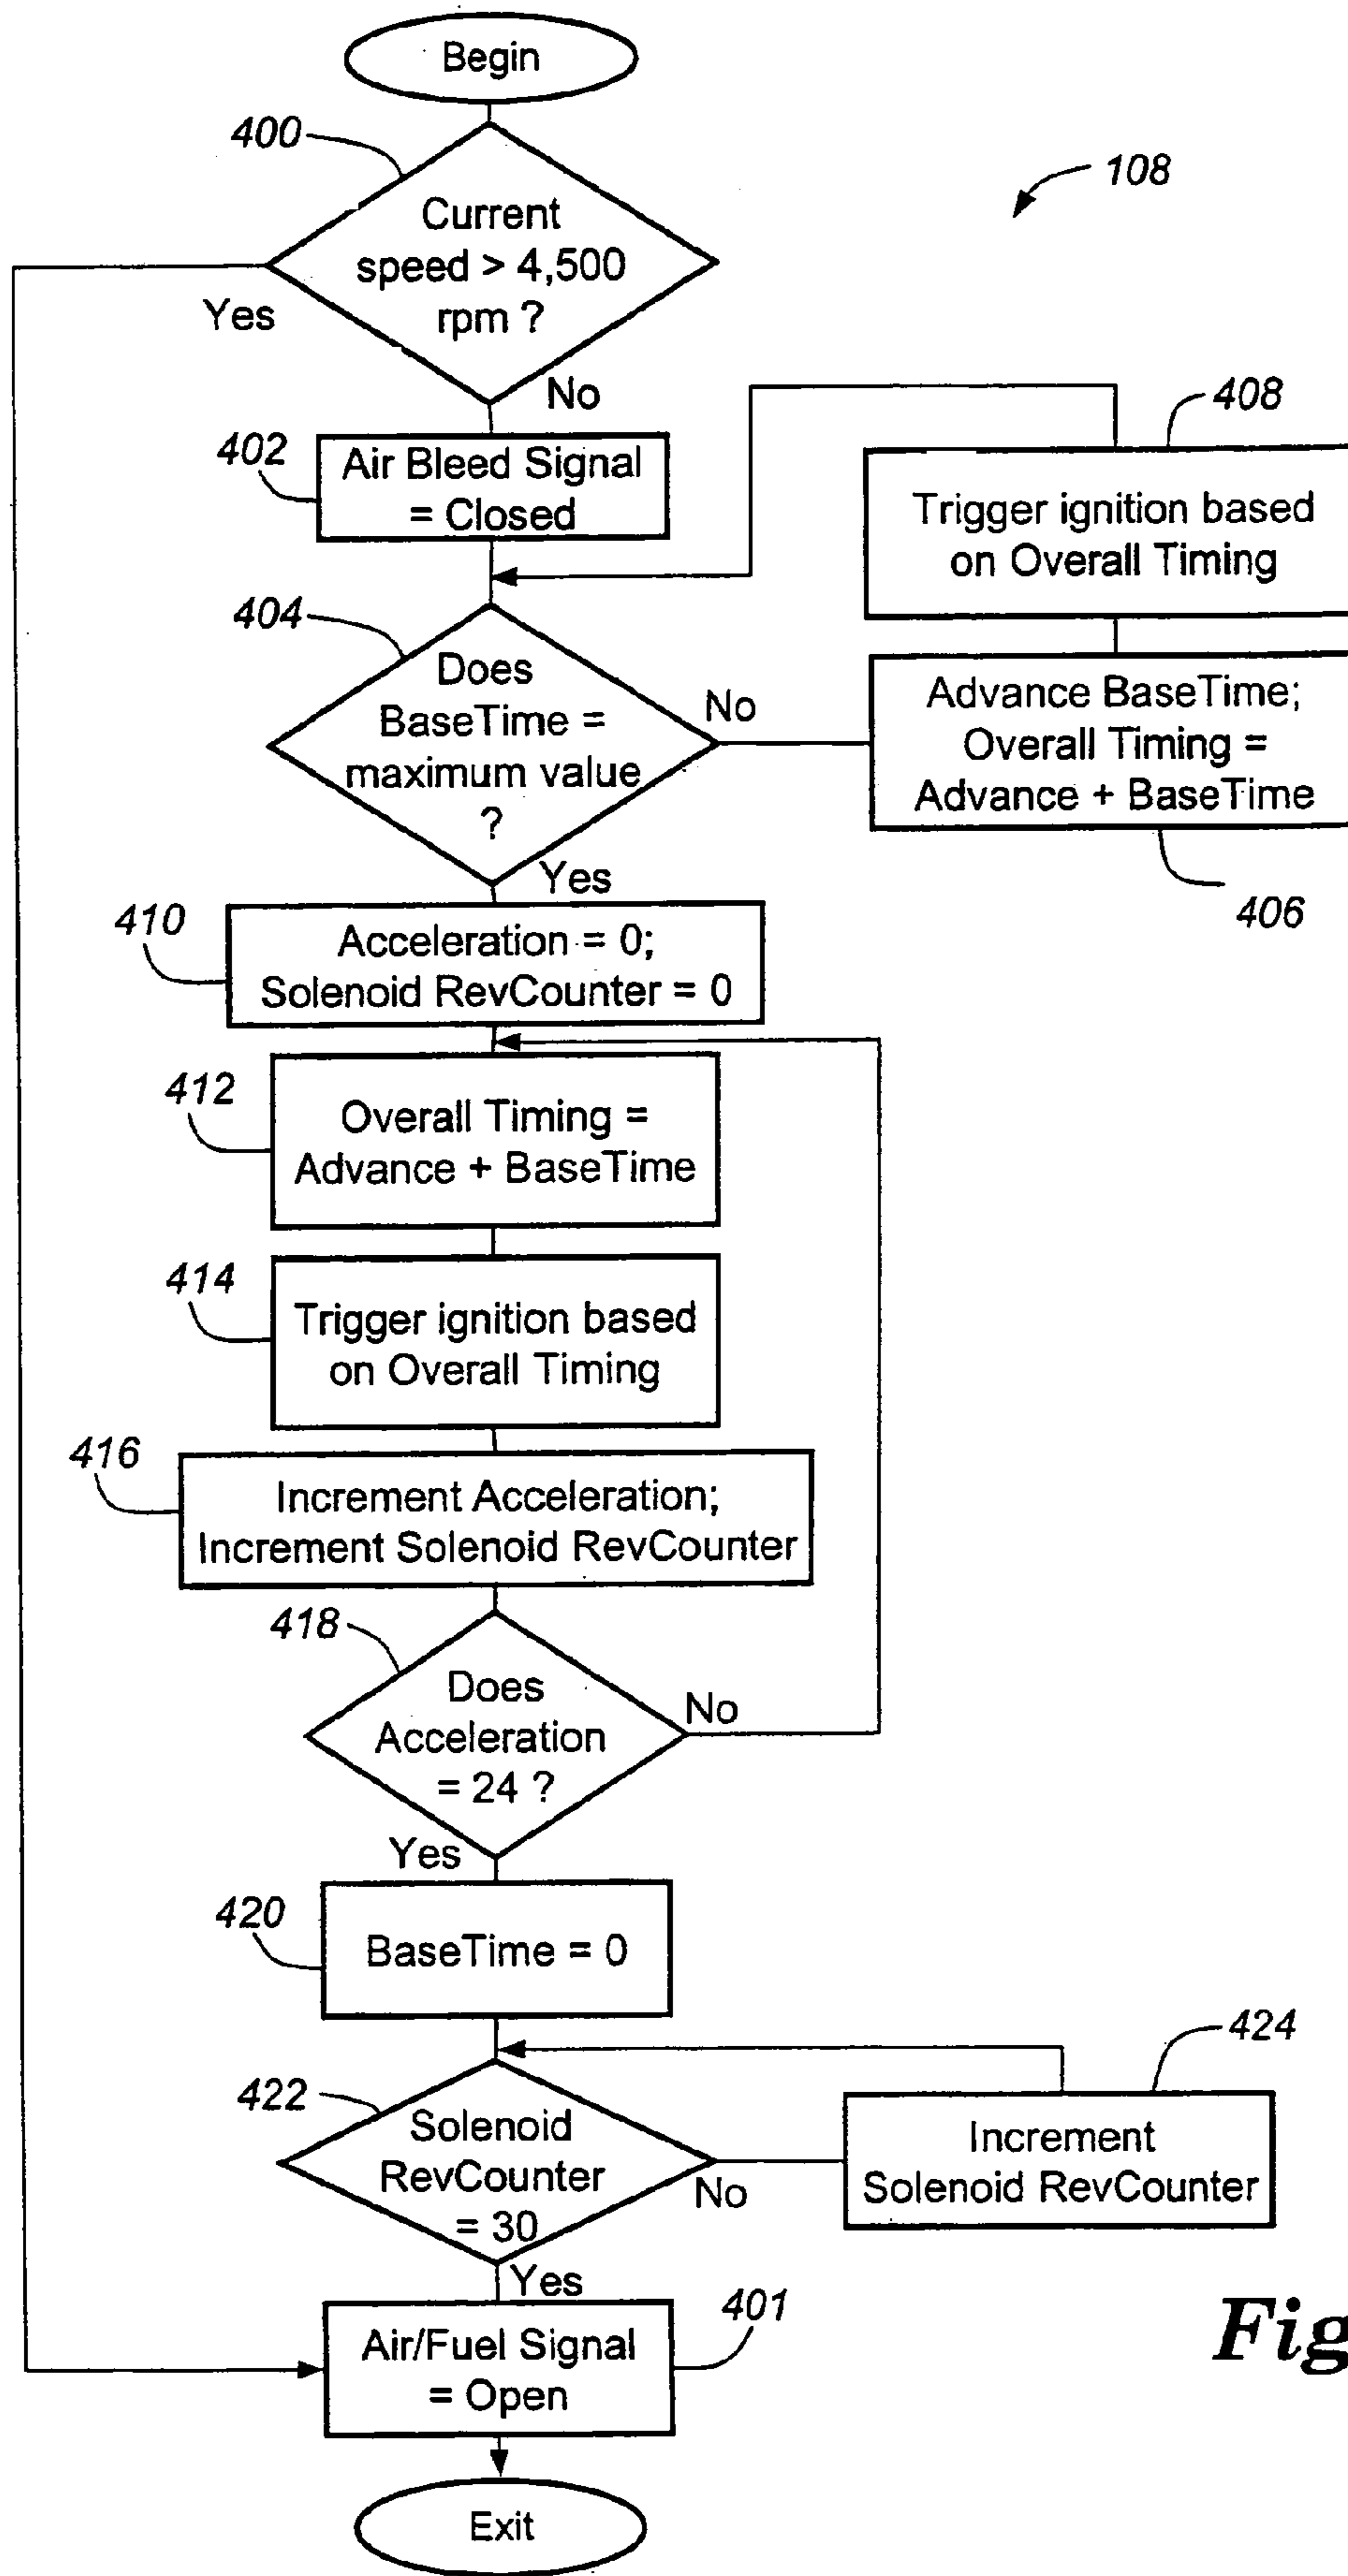 Begin
400
108
Current
speed > 4,500
rpm ?
Yes
No
408
402
Air Bleed Signal
= Closed
Trigger ignition based
on Overall Timing
404
Does
BaseTime =
maximum value
?
No
Advance BaseTime;
Overall Timing =
Advance + BaseTime
Yes
406
410
Acceleration = 0;
Solenoid RevCounter = 0
412
Overall Timing =
Advance + BaseTime
414
Trigger ignition based
on Overall Timing
416
Increment Acceleration;
Increment Solenoid RevCounter
418
Does
Acceleration
= 24 ?
No
Yes
420
BaseTime = 0
424
422
Solenoid
RevCounter
= 30
No
Increment
Solenoid RevCounter
Yes
401
Air/Fuel Signal
= Open
Fig
Exit